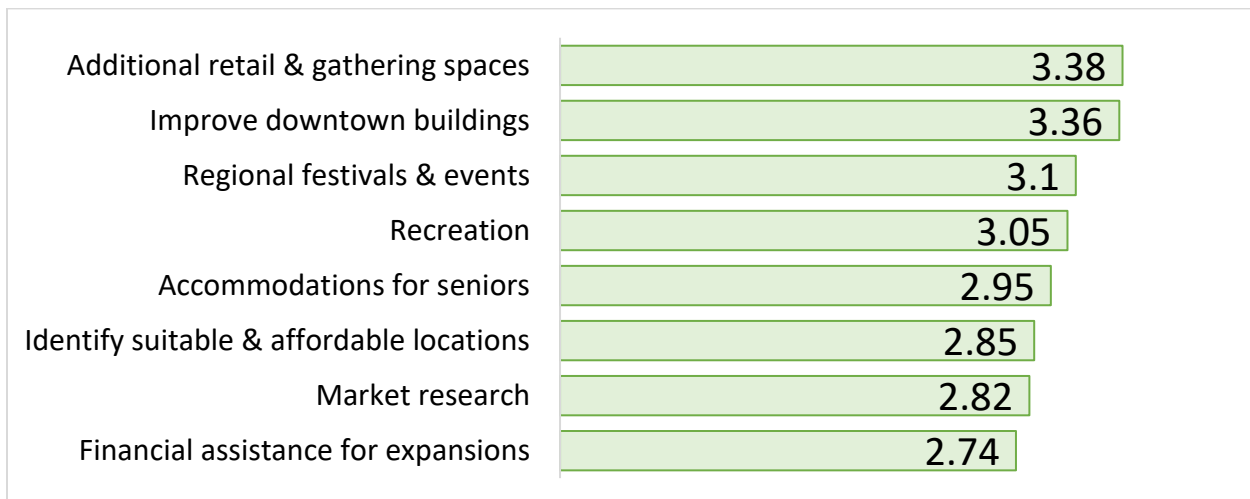 Additional retail & gathering spaces 3.38
Improve downtown buildings 3.36
Regional festivals & events 3.1
Recreation 3.05
Accommodations for seniors 2.95
Identify suitable & affordable locations 2.85
Market research 2.82
Financial assistance for expansions 2.74